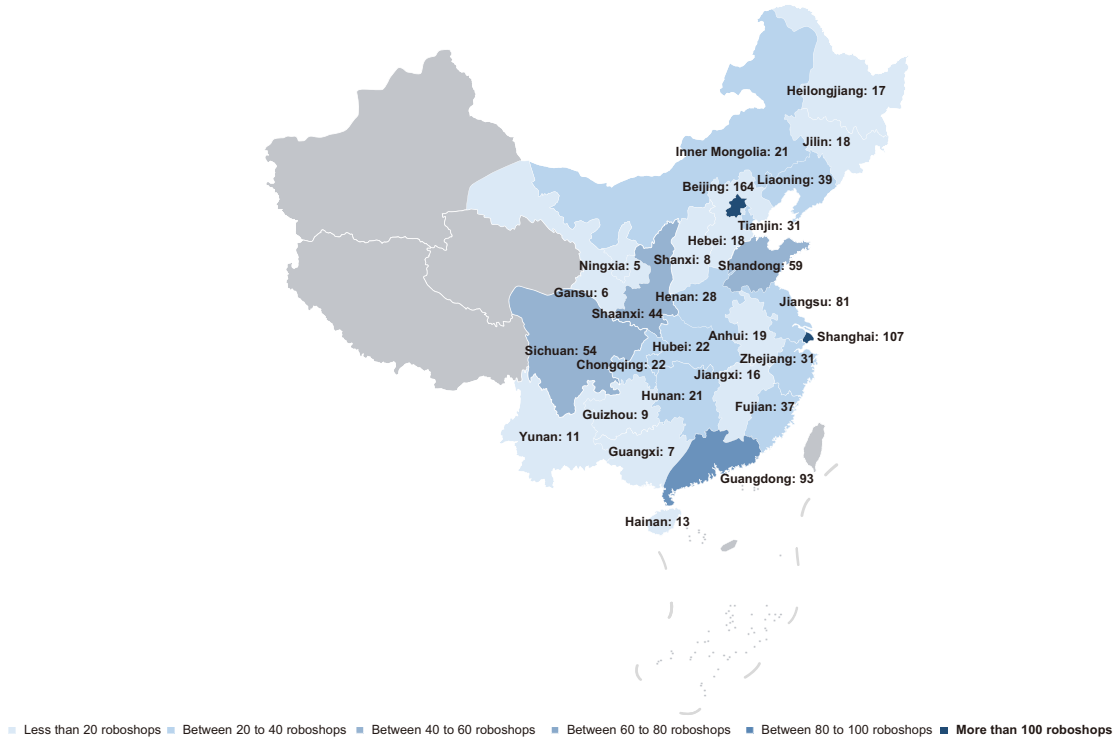 Heilongjiang: 17
Jilin: 18
Inner Mongolia: 21
Liaoning: 39
Beijing: 164
Tianjin: 31
Hebei: 18
Shanxi: 8
Ningxia: 5
Shandong: 59
Gansu: 6
Henan: 28
Jiangsu: 81
Shaanxi: 44
Anhui: 19
Shanghai: 107
Hubei: 22
Sichuan: 54
Zhejiang: 31
Chongqing: 22
Jiangxi: 16
Hunan: 21
Fujian: 37
Guizhou: 9
Yunan: 11
Guangxi: 7
Guangdong: 93
Hainan: 13
Less than 20 roboshops Between 20 to 40 roboshops Between 40 to 60 roboshops Between 60 to 80 roboshops Between 80 to 100 roboshops More than 100 roboshops